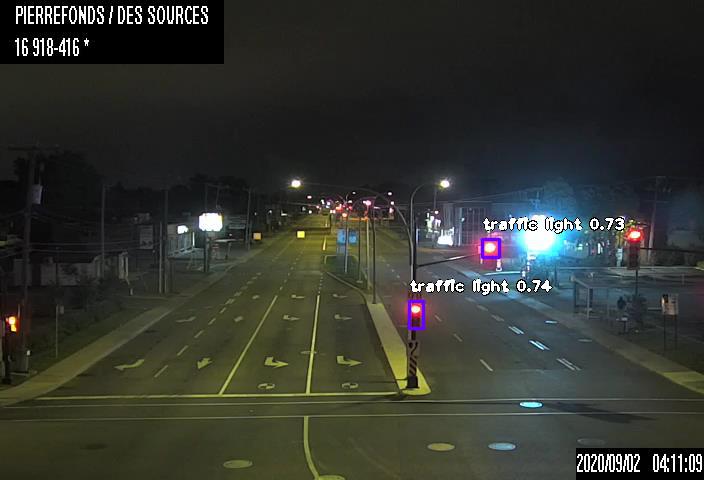 PIERREFONDS / DES SOURCES
16 918-416 *
traffic light 0.73
traffic light 0.74
2020/09/02 04:11:09